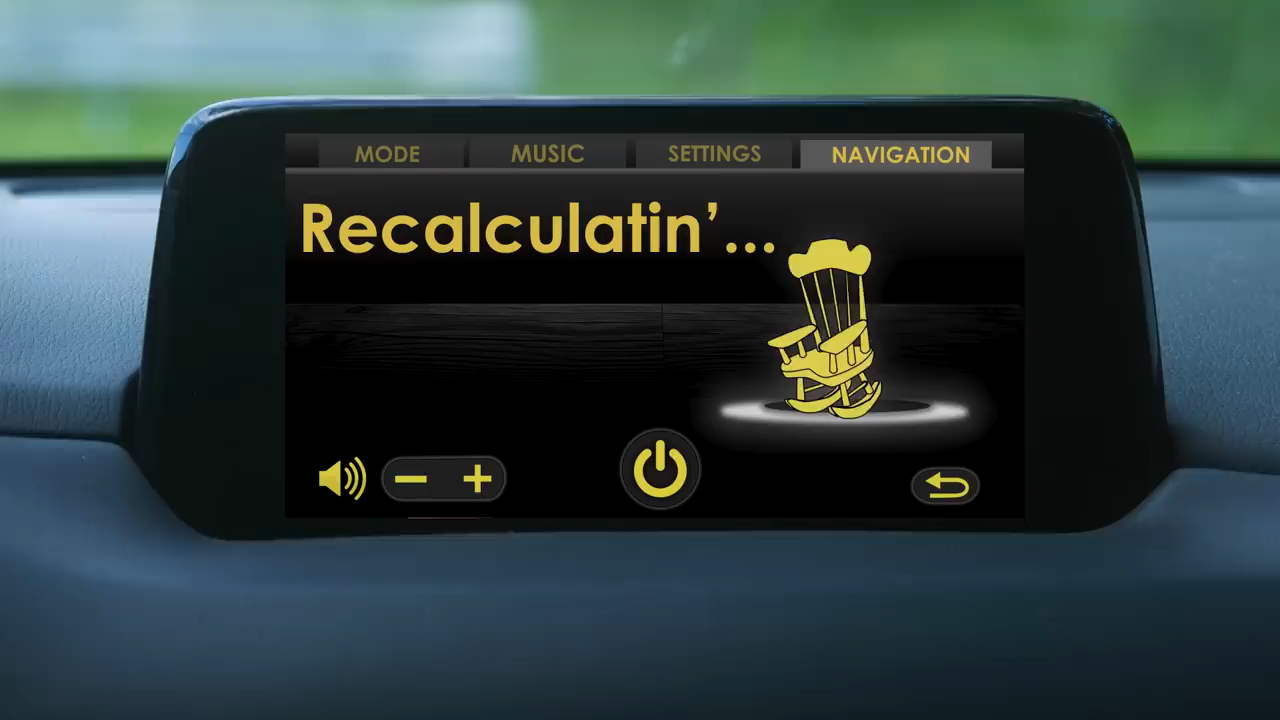 MODE
MUSIC
SETTINGS
NAVIGATION
Recalculatin’...